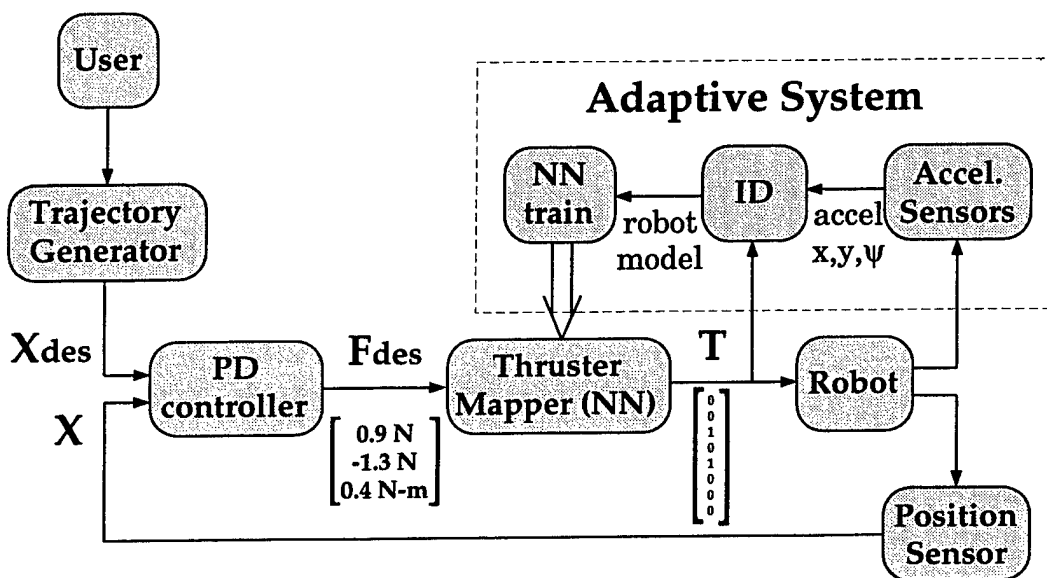 User
Adaptive System
NN
train
ID
Accel.
Sensors
Trajectory
Generator
robot
model
accel
x,y,ψ
Xdes
X
PD
controller
Fdes
0.9 N
-1.3 N
0.4 N-m
Thruster
Mapper (NN)
T
0
0
1
0
1
0
0
0
Robot
Position
Sensor